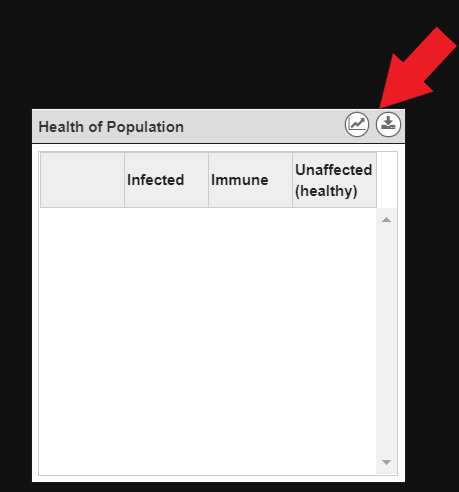 Health of Population
Infected
Immune
Unaffected
(healthy)